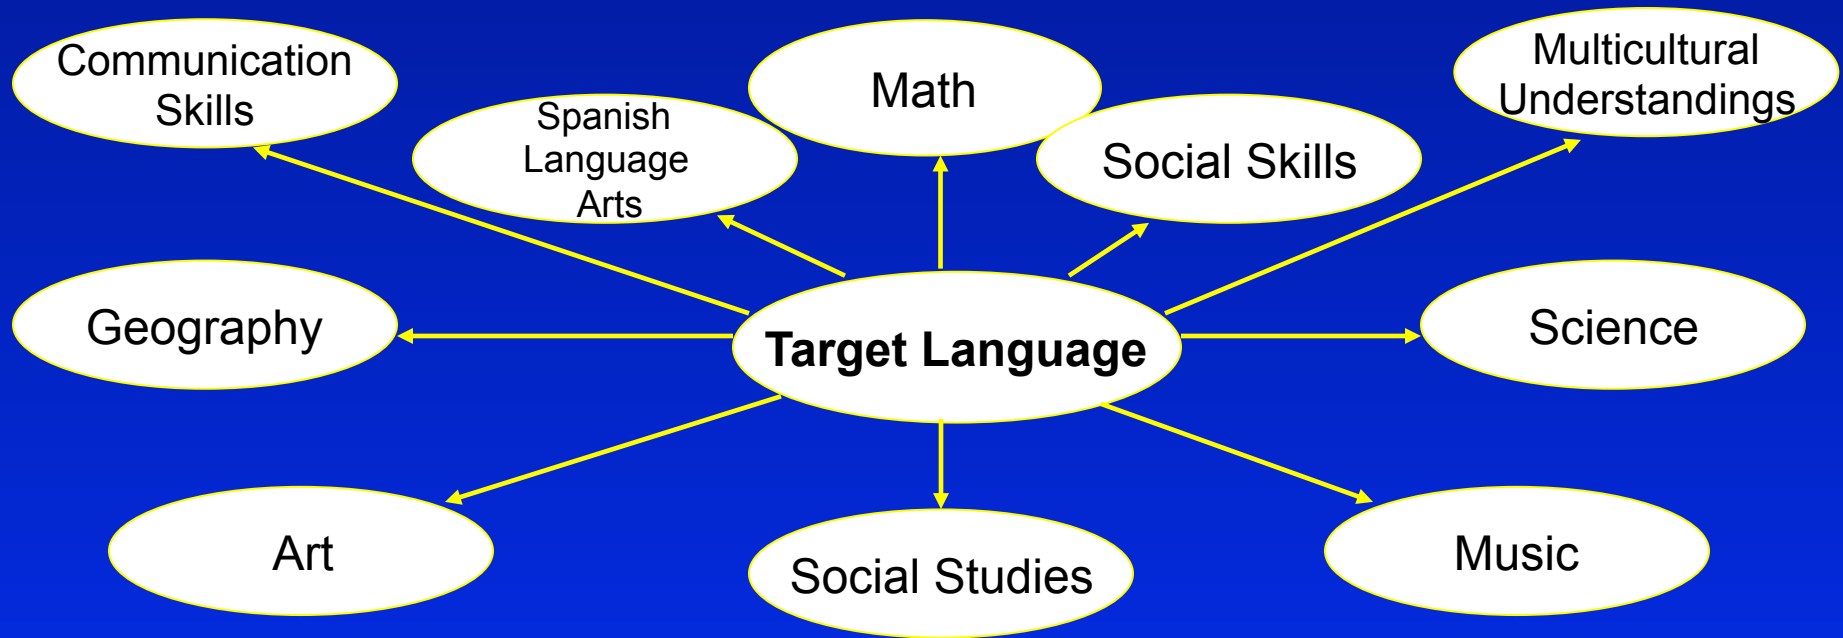 Communication
Skills
Spanish
Language
Arts
Math
Social Skills
Multicultural
Understandings
Geography
Target Language
Science
Art
Social Studies
Music